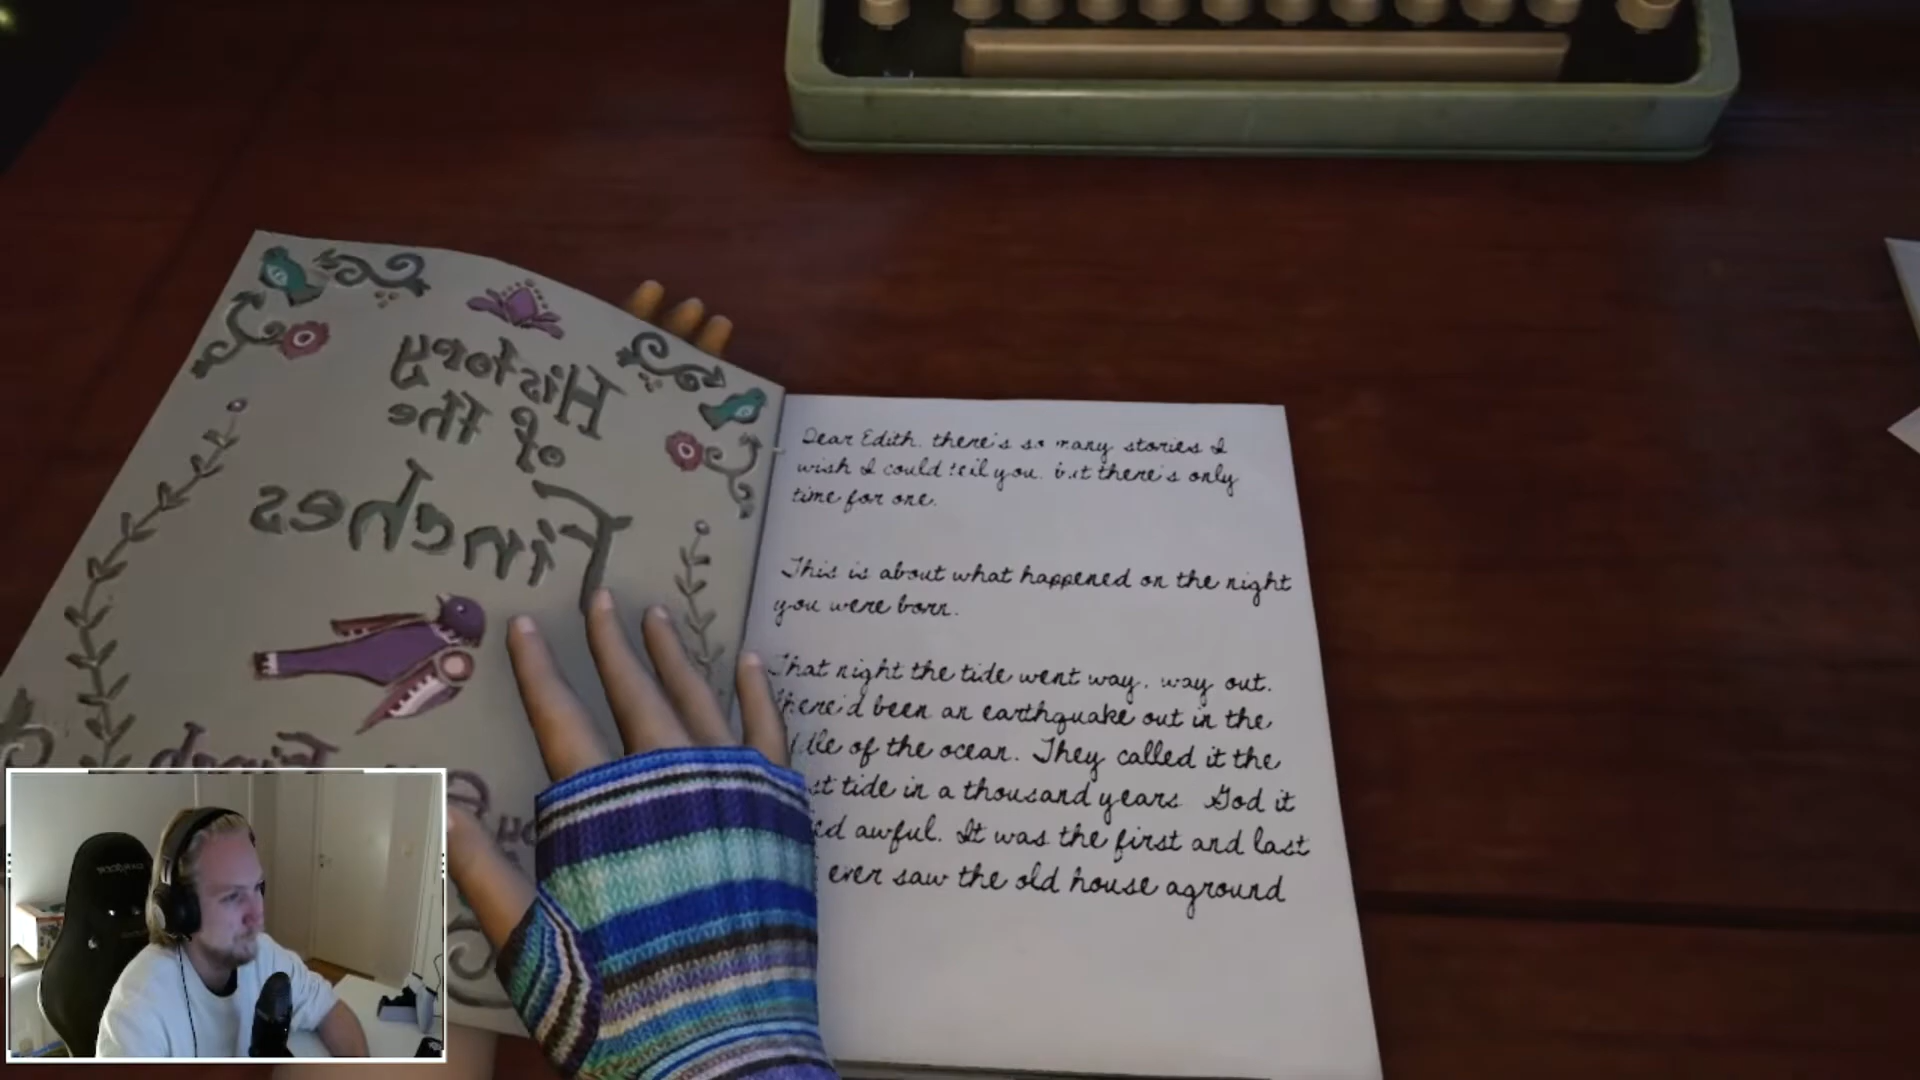 History
of the
Finches
Finch
Dear Edith, there's so many stories I
wish I could tell you, but there's only
time for one.
This is about what happened on the night
you were born.
That night the tide went way, way out.
There'd been an earthquake out in the
of the ocean. They called it the
tide in a thousand years God it
awful. It was the first and last
ever saw the old house aground